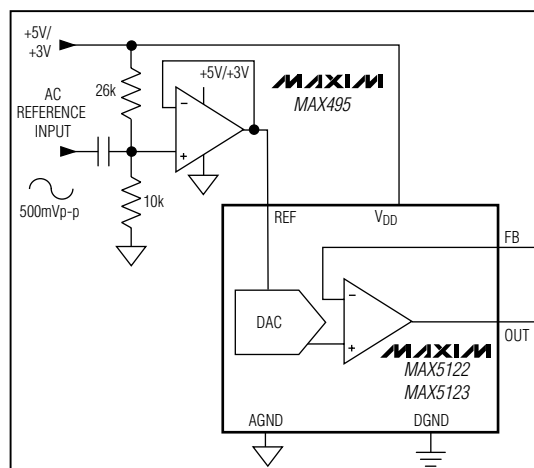 +5V/
+3V
AC
REFERENCE
INPUT
500mVp-p
26k
10k
+5V/+3V
−
+
MAXIM
MAX495
REF
VDD
DAC
−
+
FB
OUT
MAXIM
MAX5122
MAX5123
AGND
DGND